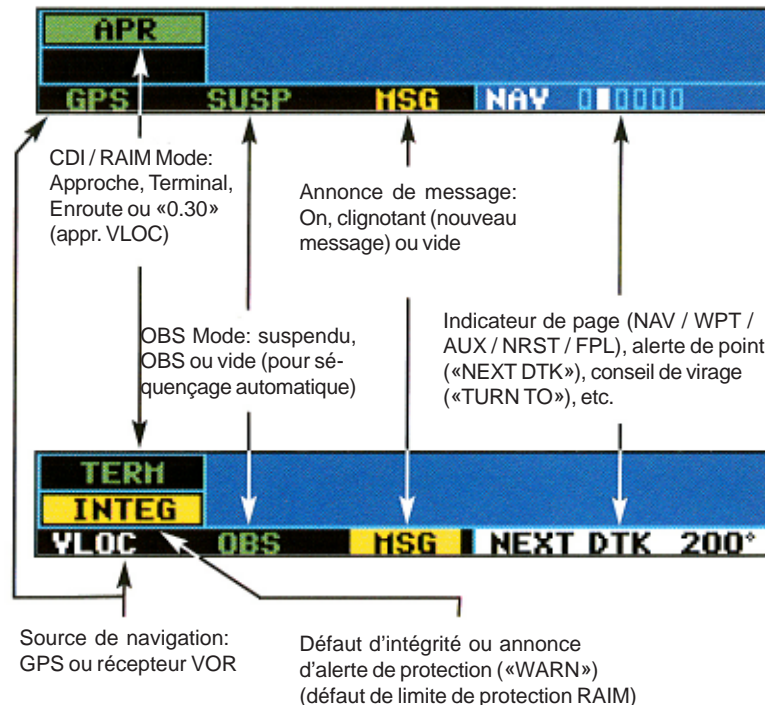 APR
GPS SUSP MSG NAV
CDI / RAIM Mode:
Approche, Terminal,
Enroute ou «0.30»
(appr. VLOC)
Annonce de message:
On, clignotant (nouveau
message) ou vide
OBS Mode: suspendu,
OBS ou vide (pour sé-
quençage automatique)
Indicateur de page (NAV / WPT /
AUX / NRST / FPL), alerte de point
(«NEXT DTK»), conseil de virage
(«TURN TO»), etc.
TERM
INTEG
VLOC OBS MSG NEXT DTK 200°
Source de navigation:
GPS ou récepteur VOR
Défaut d'intégrité ou annonce
d'alerte de protection («WARN»)
(défaut de limite de protection RAIM)